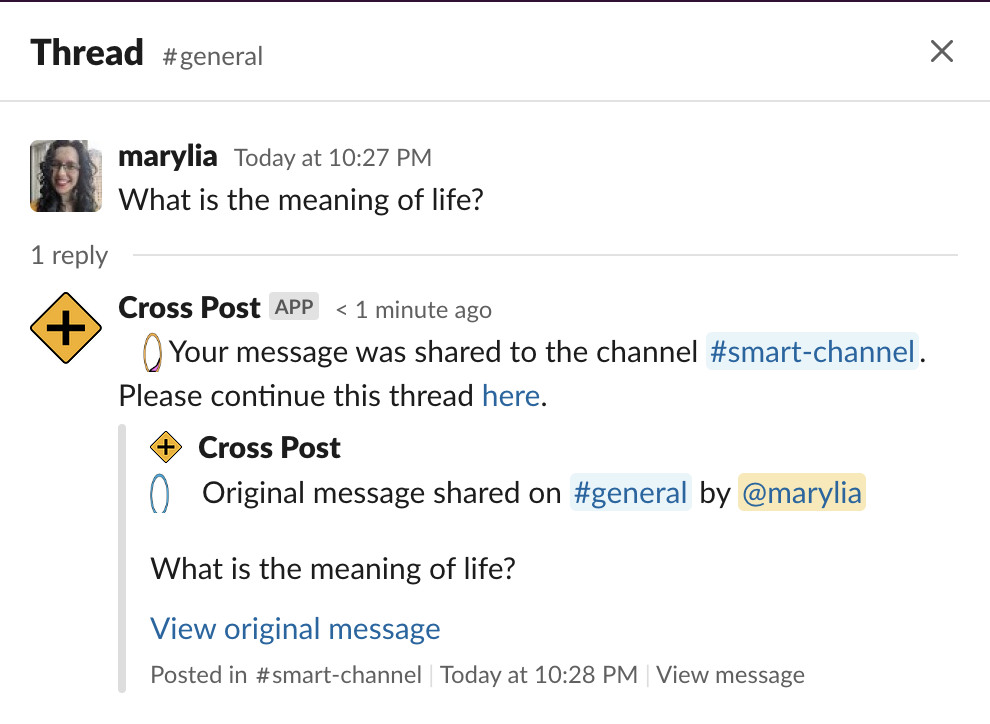 Thread #general
marylia Today at 10:27 PM
What is the meaning of life?
1 reply
Cross Post APP < 1 minute ago
Your message was shared to the channel #smart-channel.
Please continue this thread here.
Cross Post
Original message shared on #general by @marylia
What is the meaning of life?
View original message
Posted in #smart-channel | Today at 10:28 PM | View message